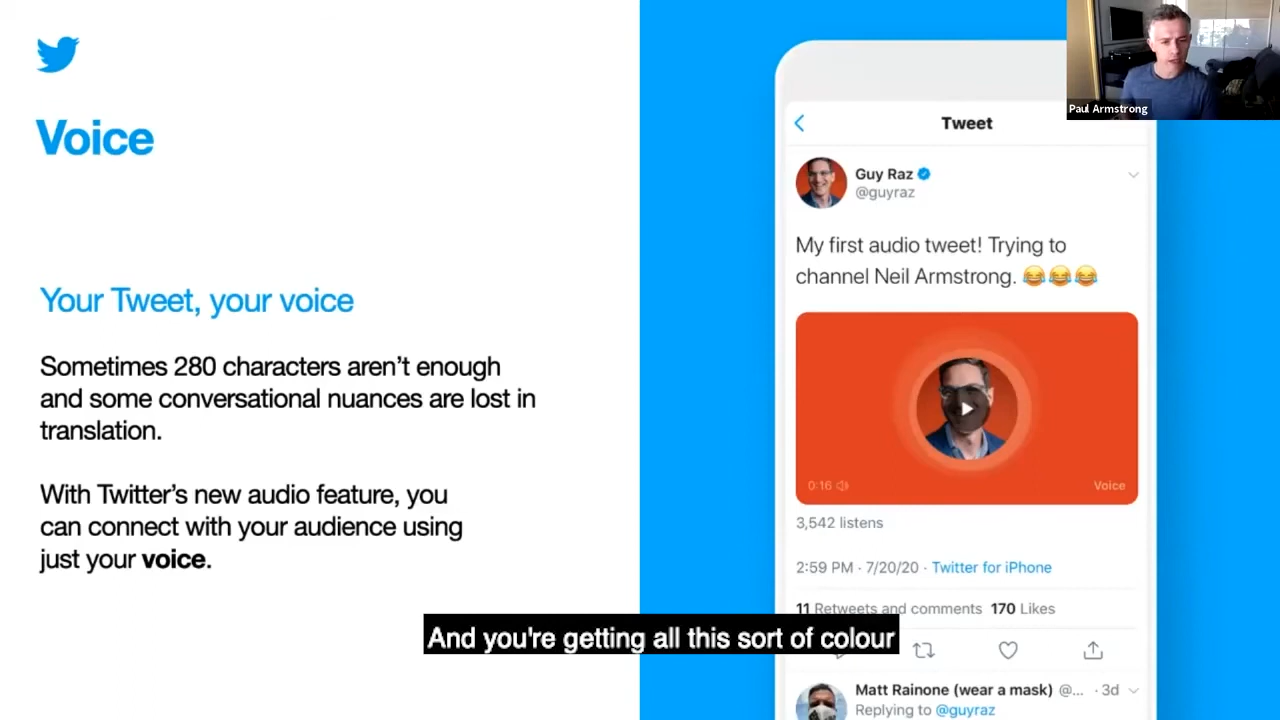 Voice
Your Tweet, your voice
Sometimes 280 characters aren’t enough
and some conversational nuances are lost in
translation.
With Twitter’s new audio feature, you
can connect with your audience using
just your voice.
Paul Armstrong
Tweet
Guy Raz
@guyraz
My first audio tweet! Trying to
channel Neil Armstrong. 😂😂😂
0:16
Voice
3,542 listens
2:59 PM · 7/20/20 · Twitter for iPhone
11 Retweets and comments 170 Likes
And you're getting all this sort of colour
Matt Rainone (wear a mask) @... · 3d
Replying to @guyraz